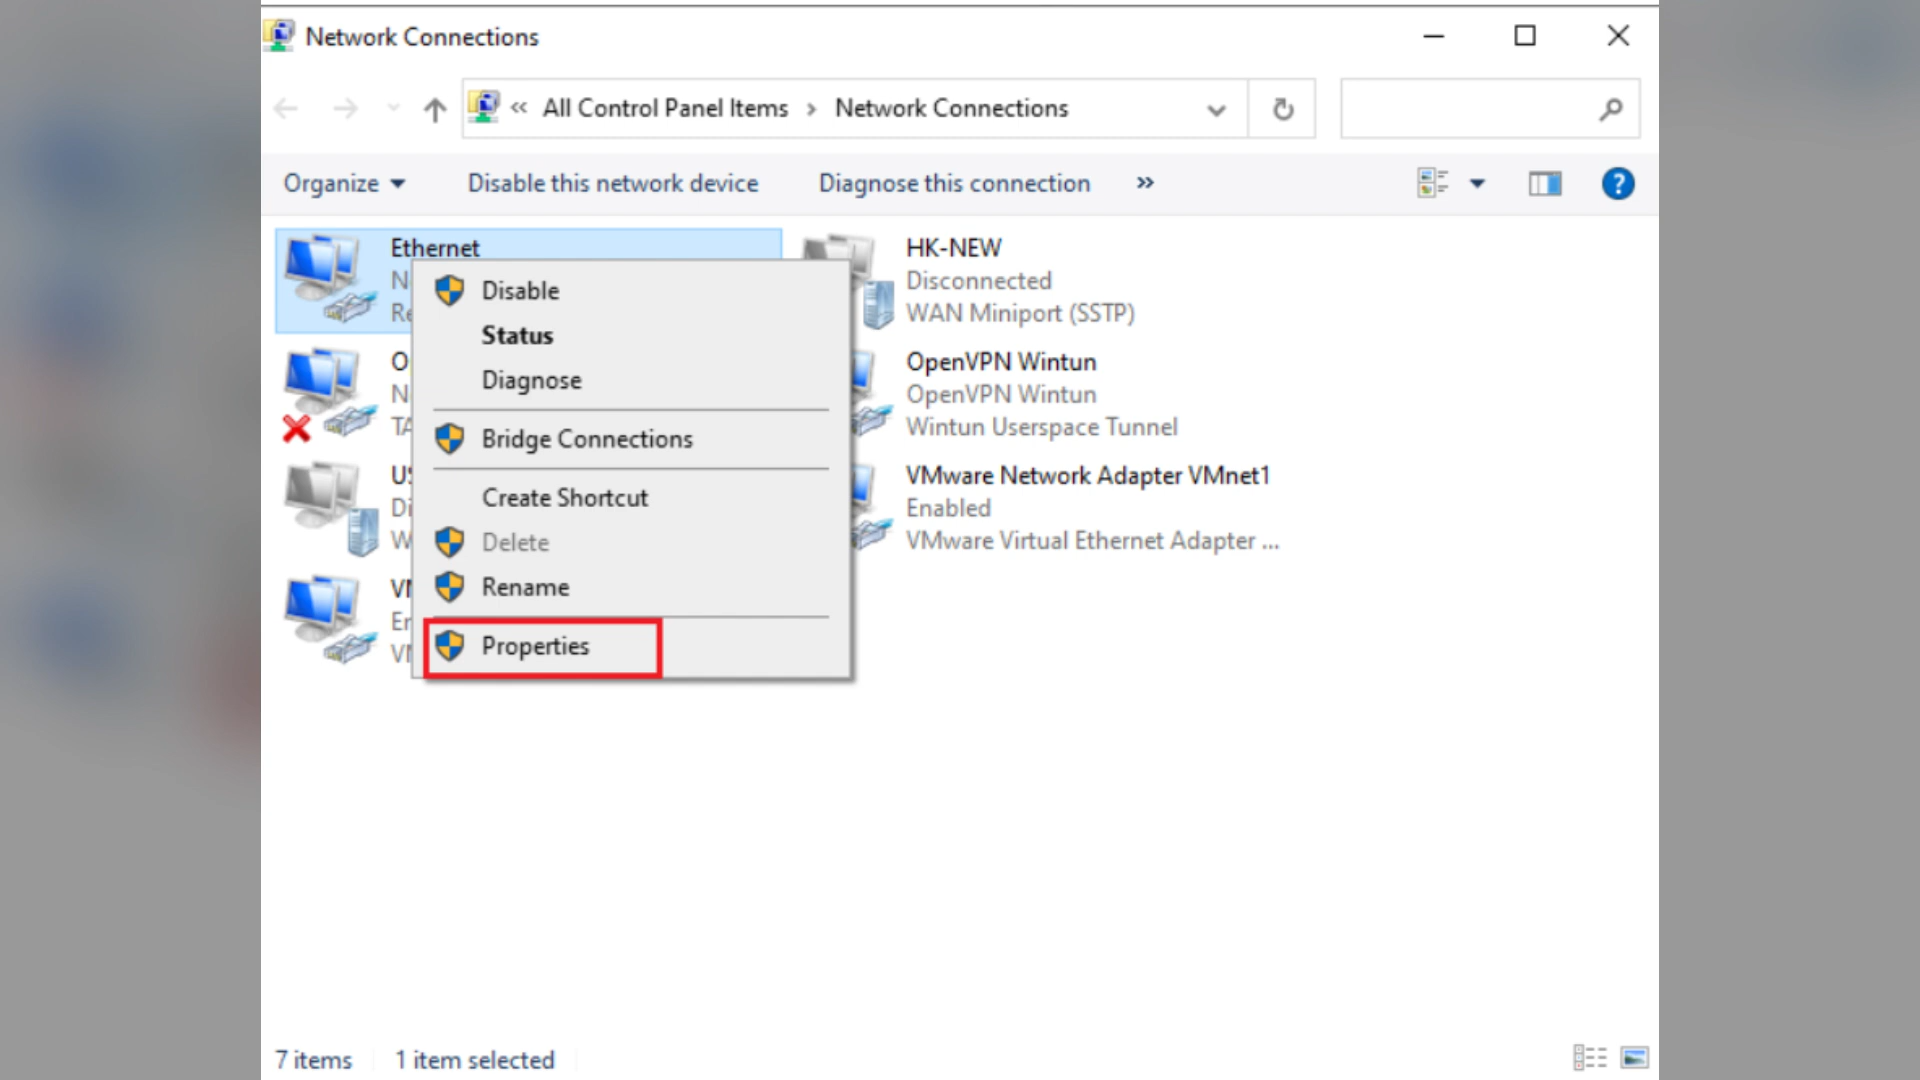 Network Connections
« All Control Panel Items › Network Connections
Organize Disable this network device Diagnose this connection »
Ethernet
Disable
Status
Diagnose
Bridge Connections
Create Shortcut
Delete
Rename
Properties
HK-NEW
Disconnected
WAN Miniport (SSTP)
OpenVPN Wintun
OpenVPN Wintun
Wintun Userspace Tunnel
VMware Network Adapter VMnet1
Enabled
VMware Virtual Ethernet Adapter ...
7 items 1 item selected